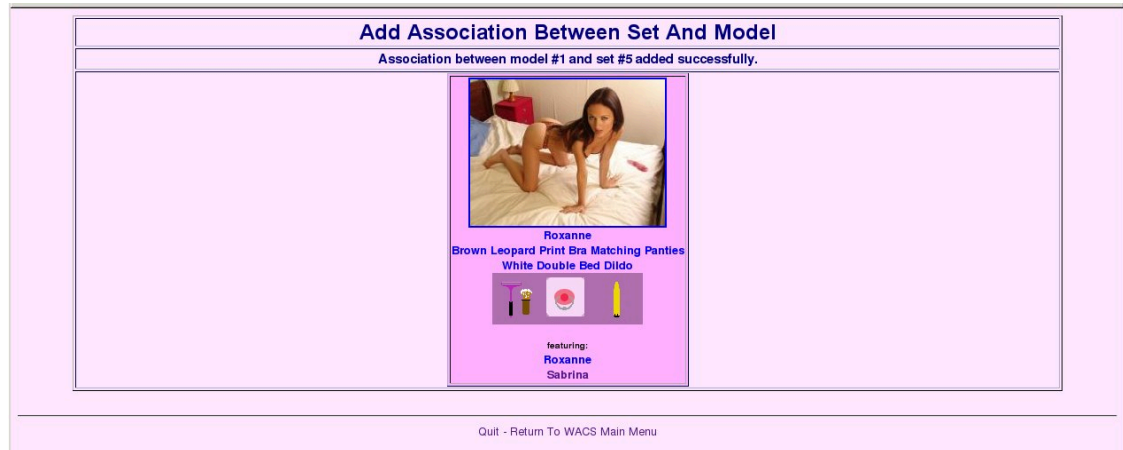 Add Association Between Set And Model
Association between model #1 and set #5 added successfully.
Roxanne
Brown Leopard Print Bra Matching Panties
White Double Bed Dildo
featuring:
Roxanne
Sabrina
Quit - Return To WACS Main Menu